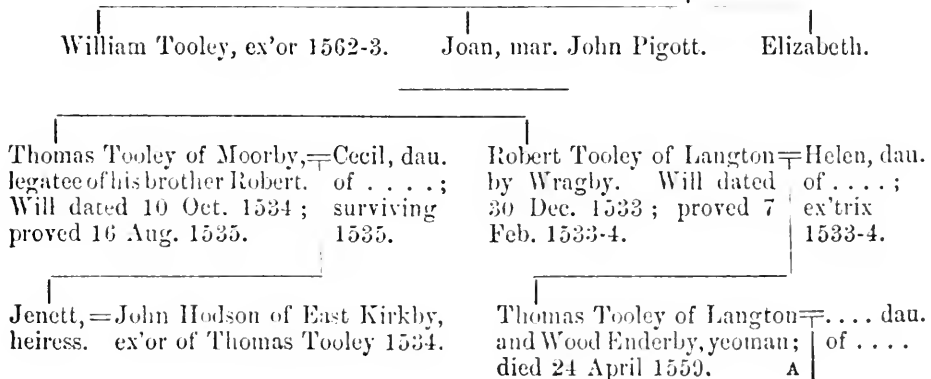 William Tooley, ex'or 1562-3. Joan, mar. John Pigott. Elizabeth.
Thomas Tooley of Moorby,=Cecil, dau.
legatee of his brother Robert. of . . . . ;
Will dated 10 Oct. 1534 ; surviving
proved 16 Aug. 1535. 1535.
Robert Tooley of Langton=Helen, dau.
by Wragby. Will dated of . . . . ;
30 Dec. 1533 ; proved 7 ex'trix
Feb. 1533-4. 1533-4.
Jenett,=John Hodson of East Kirkby,
heiress. ex'or of Thomas Tooley 1534.
Thomas Tooley of Langton=. . . . dau.
and Wood Enderby, yeoman; of . . . .
died 24 April 1559. A